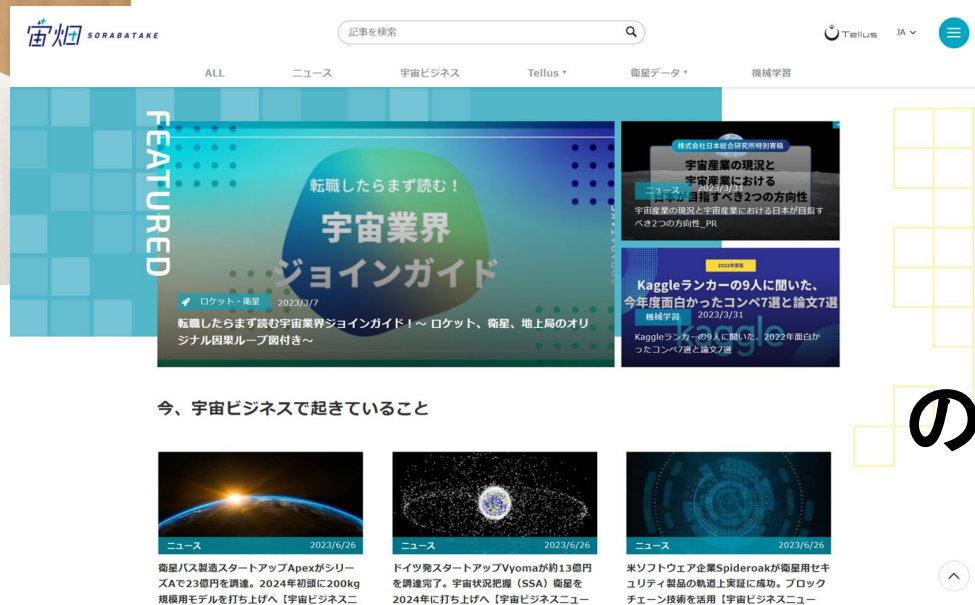 宙畑 SORABATAKE
記事を検索
Tellus JA
ALL ニュース 宇宙ビジネス Tellus 衛星データ 機械学習
FEATURED
転職したらまず読む！
宇宙業界
ジョインガイド
ロケット・衛星 2023/3/7
転職したらまず読む宇宙業界ジョインガイド！～ ロケット、衛星、地上局のオリ
ジナル因果ループ図付き～
株式会社日本総合研究所特別寄稿
宇宙産業の現況と
宇宙産業における
日本が目指すべき2つの方向性
ニュース 2023/3/31
宇宙産業の現況と宇宙産業における日本が目指す
べき2つの方向性_PR
2022年度版
Kaggleランカーの9人に聞いた、
今年度面白かったコンペ7選と論文7選
kaggle
機械学習 2023/3/31
Kaggleランカーの9人に聞いた、2022年面白か
ったコンペ7選と論文7選
今、宇宙ビジネスで起きていること
の
ニュース 2023/6/26
衛星バス製造スタートアップApexがシリー
ズAで23億円を調達。2024年初頭に200kg
規模用モデルを打ち上げへ【宇宙ビジネスニ
ニュース 2023/6/26
ドイツ発スタートアップVyomaが約13億円
を調達完了。宇宙状況把握（SSA）衛星を
2024年に打ち上げへ【宇宙ビジネスニュー
ニュース 2023/6/26
米ソフトウェア企業Spideroakが衛星用セキ
ュリティ製品の軌道上実証に成功。ブロック
チェーン技術を活用【宇宙ビジネスニュー